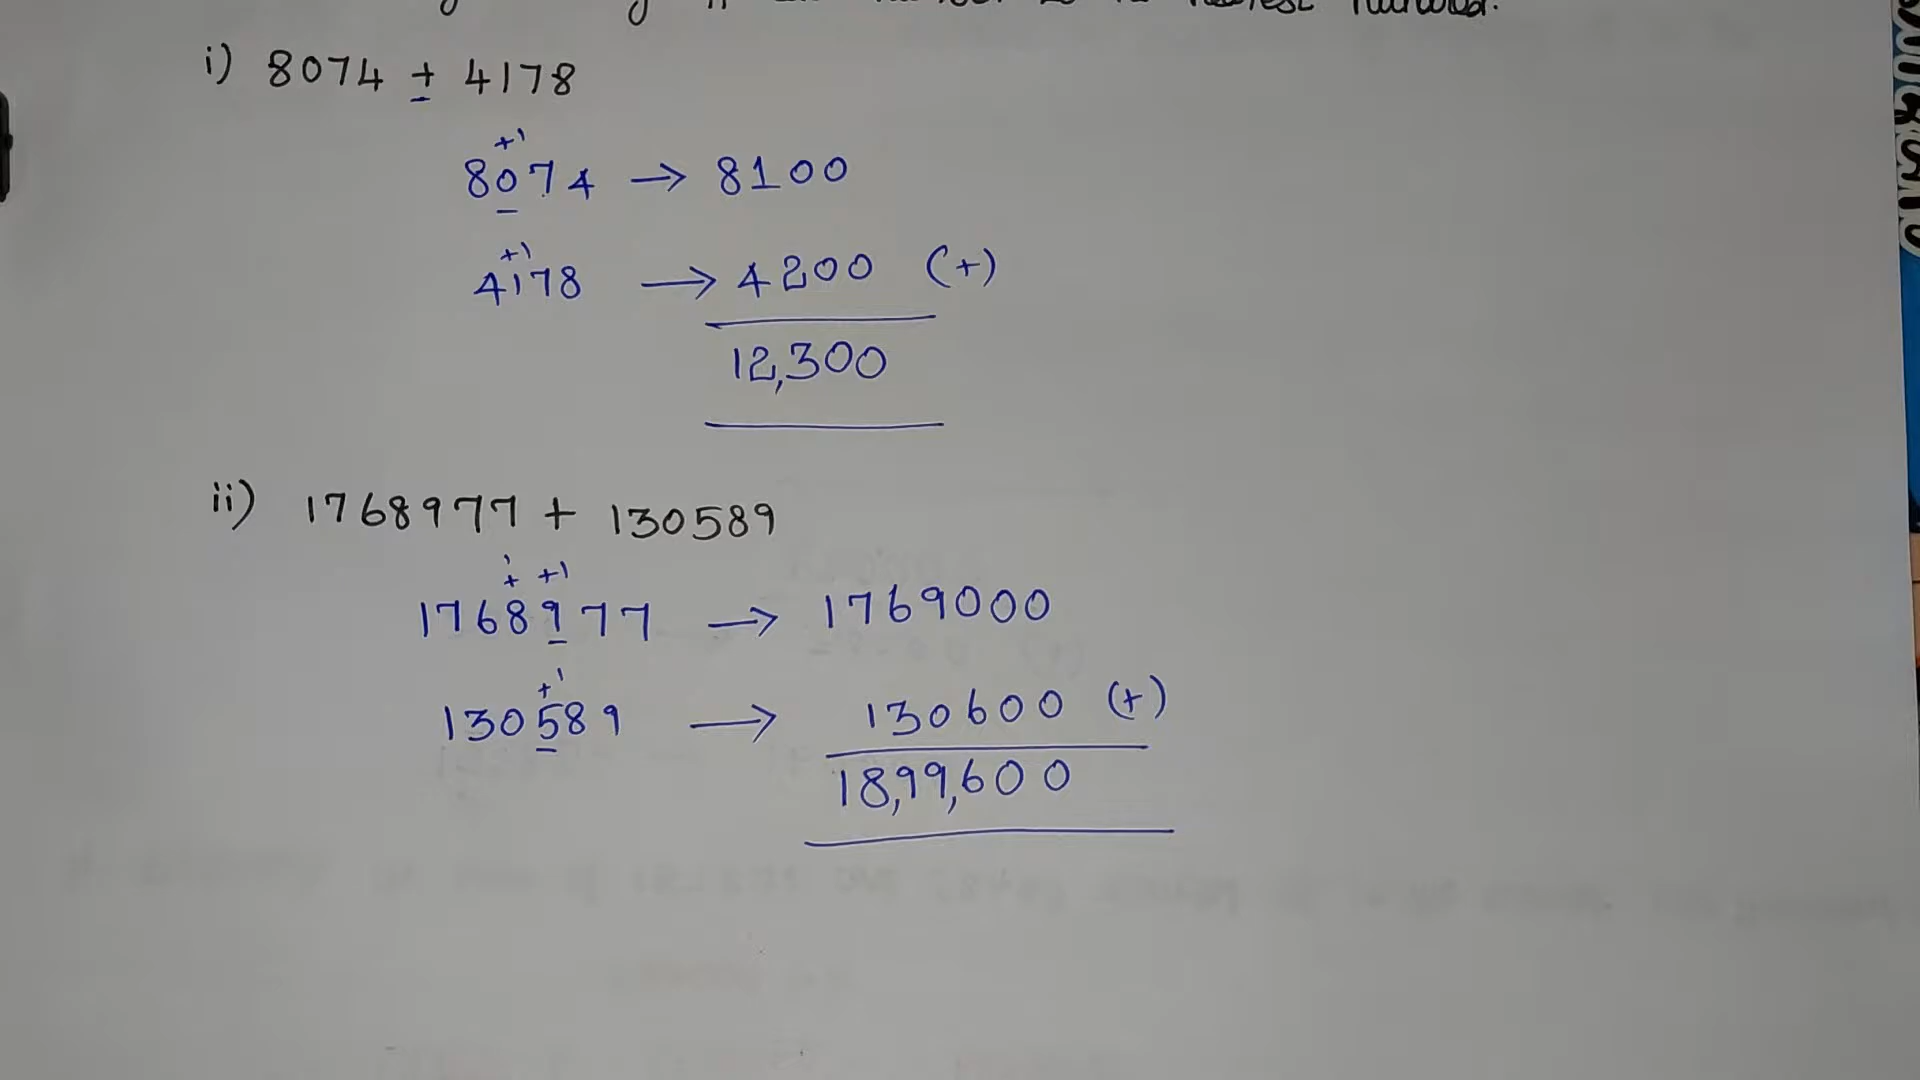 i) 8074 + 4178
+1
8074 → 8100
+1
4178 → 4200 (+)
12,300
ii) 1768977 + 130589
1
+ +1
1768977 → 1769000
+1
130589 → 130600 (+)
18,99,600